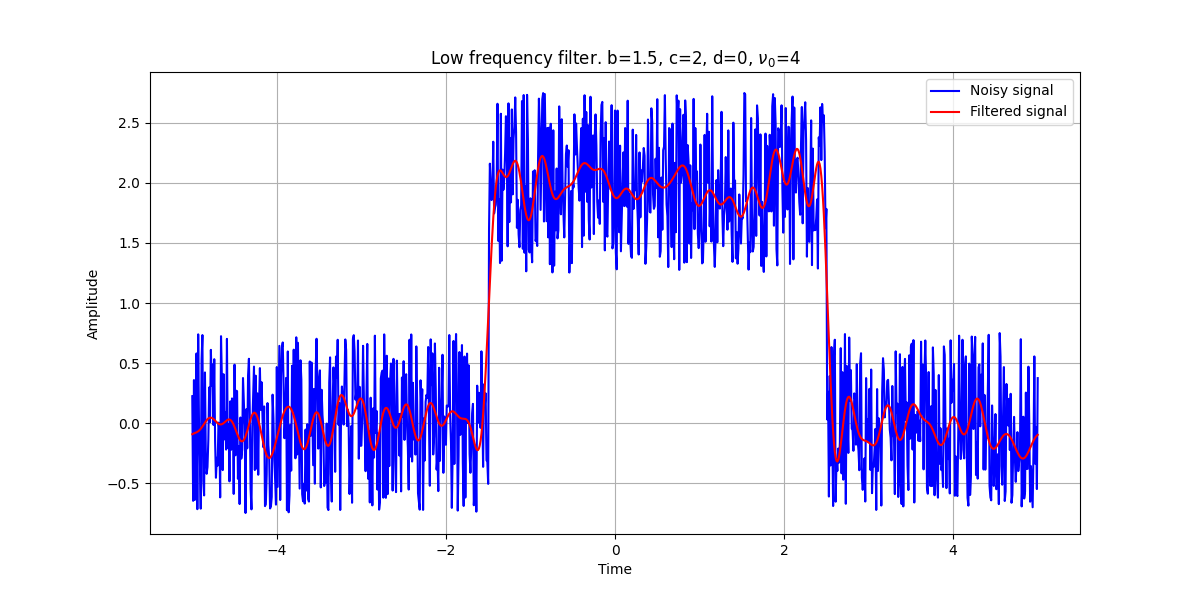 Low frequency filter. b=1.5, c=2, d=0, ν₀=4
Noisy signal
Filtered signal
Amplitude
2.5
2.0
1.5
1.0
0.5
0.0
−0.5
−4
−2
0
2
4
Time